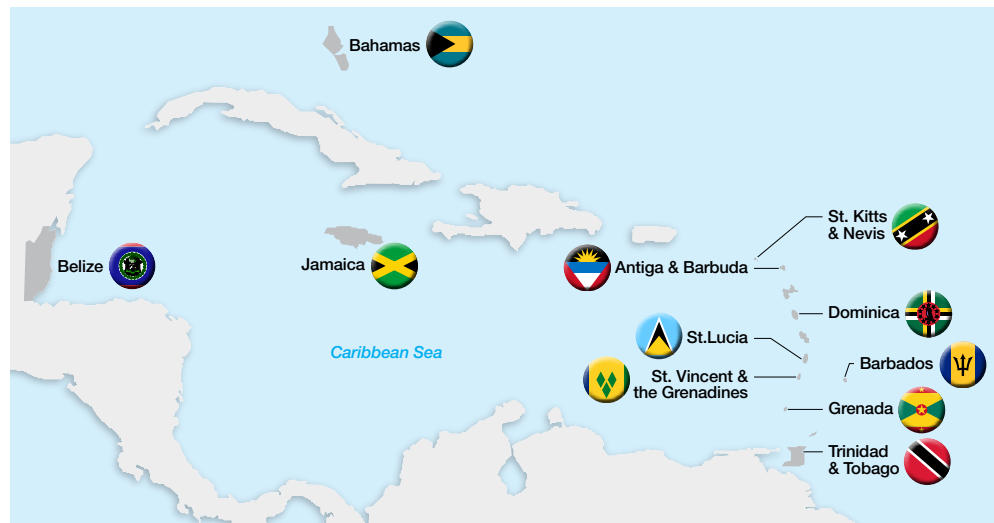 Bahamas
St. Kitts
& Nevis
Belize
Jamaica
Antiga & Barbuda
Dominica
St.Lucia
Caribbean Sea
Barbados
St. Vincent &
the Grenadines
Grenada
Trinidad
& Tobago